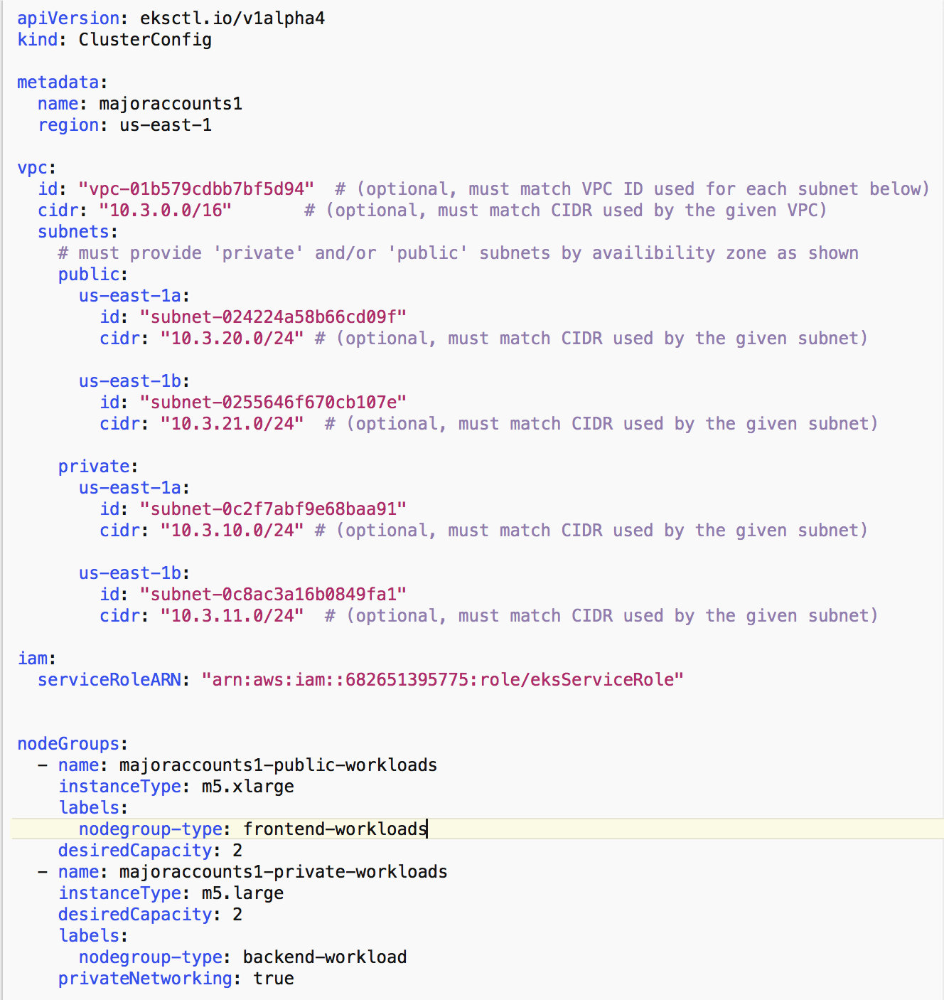 apiVersion: eksctl.io/v1alpha4
kind: ClusterConfig

metadata:
  name: majoraccounts1
  region: us-east-1

vpc:
  id: "vpc-01b579cdbb7bf5d94"  # (optional, must match VPC ID used for each subnet below)
  cidr: "10.3.0.0/16"       # (optional, must match CIDR used by the given VPC)
  subnets:
    # must provide 'private' and/or 'public' subnets by availibility zone as shown
    public:
      us-east-1a:
        id: "subnet-024224a58b66cd09f"
        cidr: "10.3.20.0/24" # (optional, must match CIDR used by the given subnet)

      us-east-1b:
        id: "subnet-0255646f670cb107e"
        cidr: "10.3.21.0/24"  # (optional, must match CIDR used by the given subnet)

    private:
      us-east-1a:
        id: "subnet-0c2f7abf9e68baa91"
        cidr: "10.3.10.0/24" # (optional, must match CIDR used by the given subnet)

      us-east-1b:
        id: "subnet-0c8ac3a16b0849fa1"
        cidr: "10.3.11.0/24"  # (optional, must match CIDR used by the given subnet)

iam:
  serviceRoleARN: "arn:aws:iam::682651395775:role/eksServiceRole"


nodeGroups:
  - name: majoraccounts1-public-workloads
    instanceType: m5.xlarge
    labels:
      nodegroup-type: frontend-workloads
    desiredCapacity: 2
  - name: majoraccounts1-private-workloads
    instanceType: m5.large
    desiredCapacity: 2
    labels:
      nodegroup-type: backend-workload
    privateNetworking: true